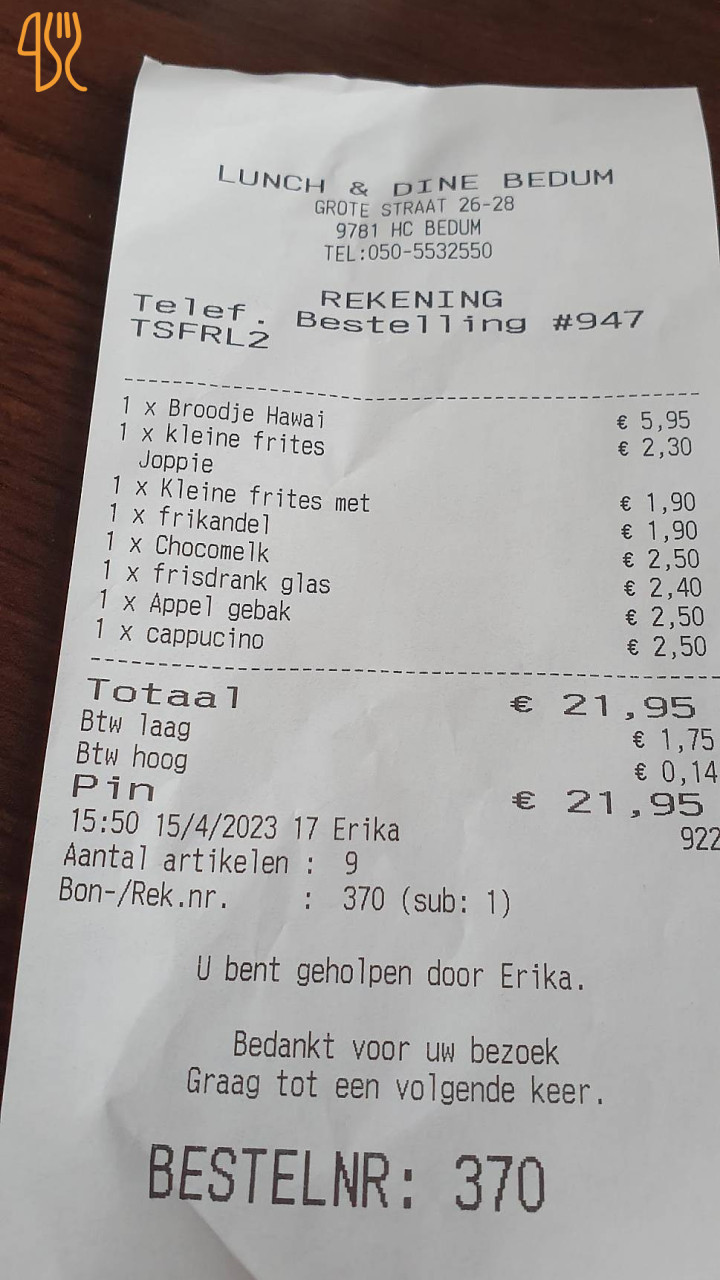 LUNCH & DINE BEDUM
GROTE STRAAT 26-28
9781 HC BEDUM
TEL:050-5532550
REKENING
Telef. Bestelling #947
TSFRL2
1 x Broodje Hawai € 5,95
1 x kleine frites € 2,30
Joppie
1 x Kleine frites met € 1,90
1 x frikandel € 1,90
1 x Chocomelk € 2,50
1 x frisdrank glas € 2,40
1 x Appel gebak € 2,50
1 x cappucino € 2,50
Totaal € 21,95
Btw laag € 1,75
Btw hoog € 0,14
Pin € 21,95
15:50 15/4/2023 17 Erika 922
Aantal artikelen : 9
Bon-/Rek.nr. : 370 (sub: 1)
U bent geholpen door Erika.
Bedankt voor uw bezoek
Graag tot een volgende keer.
BESTELNR: 370